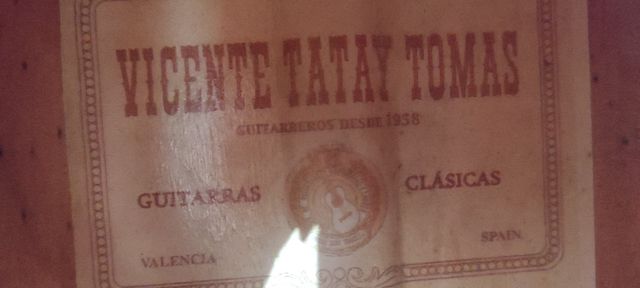 VICENTE TATAY TOMAS
GUITARREROS DESDE 1958
GUITARRAS CLÁSICAS
VALENCIA SPAIN